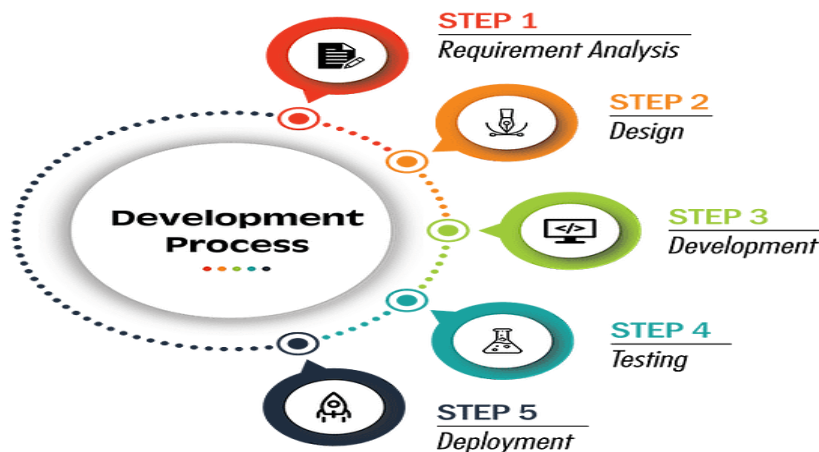 STEP 1
Requirement Analysis
STEP 2
Design
Development
Process
STEP 3
Development
</>
STEP 4
Testing
STEP 5
Deployment